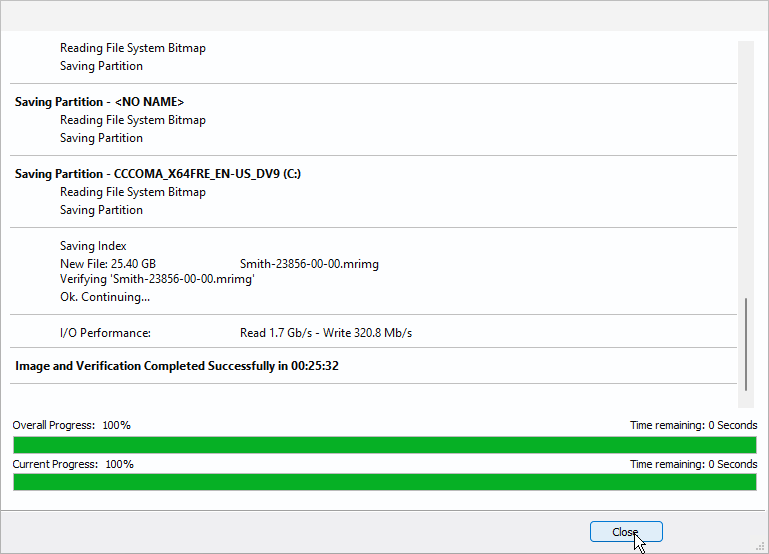 Reading File System Bitmap
Saving Partition
Saving Partition - <NO NAME>
Reading File System Bitmap
Saving Partition
Saving Partition - CCCOMA_X64FRE_EN-US_DV9 (C:)
Reading File System Bitmap
Saving Partition
Saving Index
New File: 25.40 GB Smith-23856-00-00.mrimg
Verifying 'Smith-23856-00-00.mrimg'
Ok. Continuing...
I/O Performance: Read 1.7 Gb/s - Write 320.8 Mb/s
Image and Verification Completed Successfully in 00:25:32
Overall Progress: 100% Time remaining: 0 Seconds
Current Progress: 100% Time remaining: 0 Seconds
Close